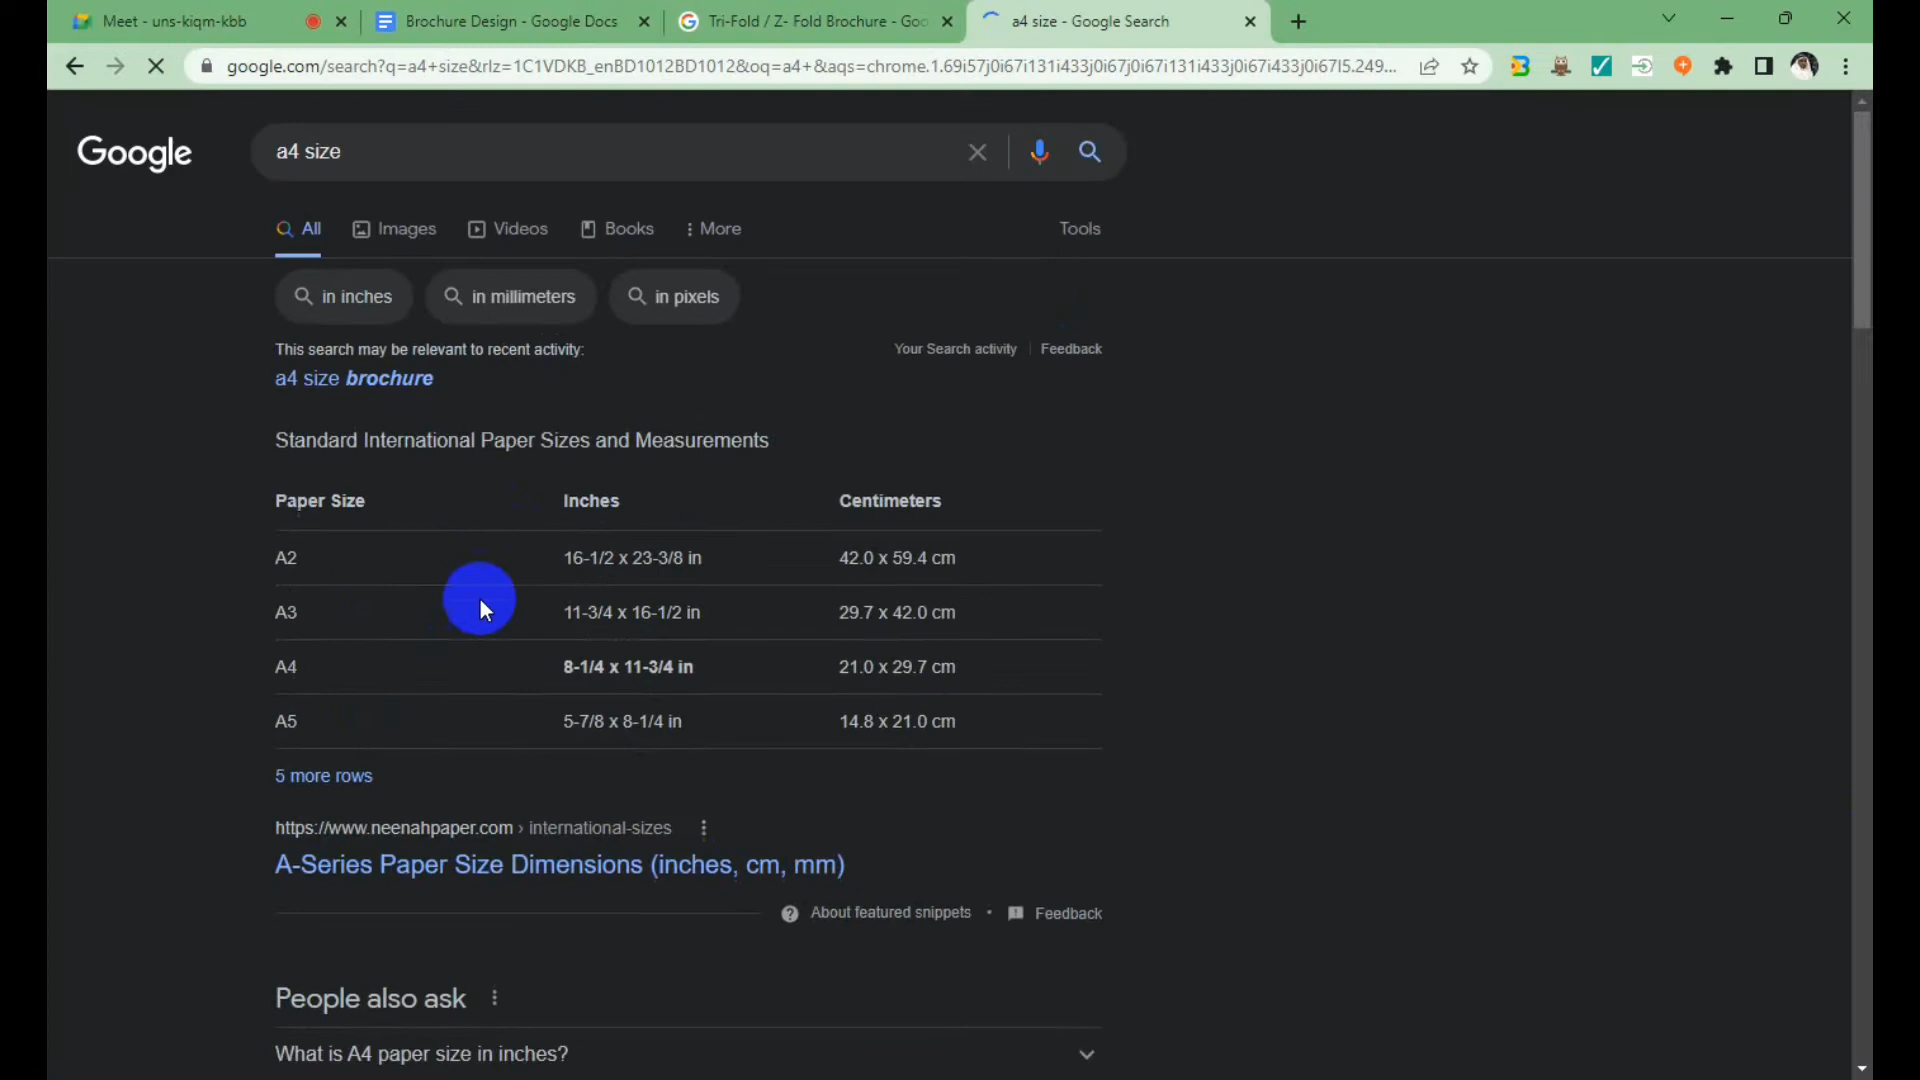 Meet - uns-kiqm-kbb
Brochure Design - Google Docs
Tri-Fold / Z- Fold Brochure - Goo
a4 size - Google Search
google.com/search?q=a4+size&rlz=1C1VDKB_enBD1012BD1012&oq=a4+&aqs=chrome.1.69i57j0i67i131i433j0i67j0i67i131i433j0i67i433j0i67l5.249...
Google
a4 size
All
Images
Videos
Books
More
Tools
in inches
in millimeters
in pixels
This search may be relevant to recent activity:
Your Search activity
Feedback
a4 size brochure
Standard International Paper Sizes and Measurements
Paper Size Inches Centimeters
A2 16-1/2 x 23-3/8 in 42.0 x 59.4 cm
A3 11-3/4 x 16-1/2 in 29.7 x 42.0 cm
A4 8-1/4 x 11-3/4 in 21.0 x 29.7 cm
A5 5-7/8 x 8-1/4 in 14.8 x 21.0 cm
5 more rows
https://www.neenahpaper.com › international-sizes
A-Series Paper Size Dimensions (inches, cm, mm)
About featured snippets • Feedback
People also ask
What is A4 paper size in inches?